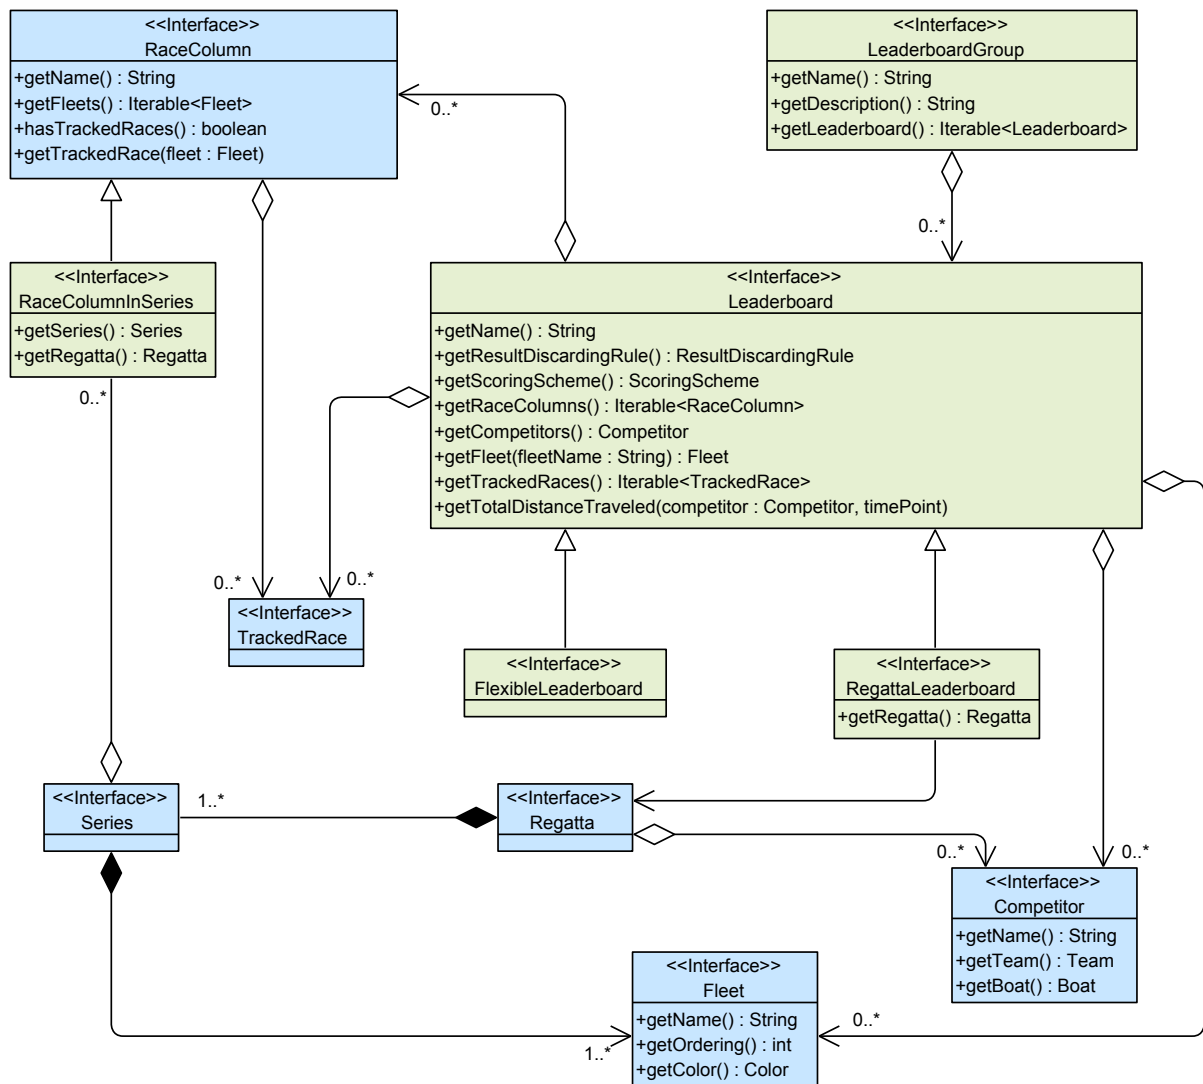 <<Interface>>
RaceColumn
+getName() : String
+getFleets() : Iterable<Fleet>
+hasTrackedRaces() : boolean
+getTrackedRace(fleet : Fleet)
<<Interface>>
LeaderboardGroup
+getName() : String
+getDescription() : String
+getLeaderboard() : Iterable<Leaderboard>
0..*
0..*
<<Interface>>
RaceColumnInSeries
+getSeries() : Series
+getRegatta() : Regatta
0..*
<<Interface>>
Leaderboard
+getName() : String
+getResultDiscardingRule() : ResultDiscardingRule
+getScoringScheme() : ScoringScheme
+getRaceColumns() : Iterable<RaceColumn>
+getCompetitors() : Competitor
+getFleet(fleetName : String) : Fleet
+getTrackedRaces() : Iterable<TrackedRace>
+getTotalDistanceTraveled(competitor : Competitor, timePoint)
0..*
0..*
<<Interface>>
TrackedRace
<<Interface>>
FlexibleLeaderboard
<<Interface>>
RegattaLeaderboard
+getRegatta() : Regatta
<<Interface>>
Series
1..*
<<Interface>>
Regatta
0..*
0..*
<<Interface>>
Competitor
+getName() : String
+getTeam() : Team
+getBoat() : Boat
<<Interface>>
Fleet
+getName() : String
+getOrdering() : int
+getColor() : Color
1..*
0..*